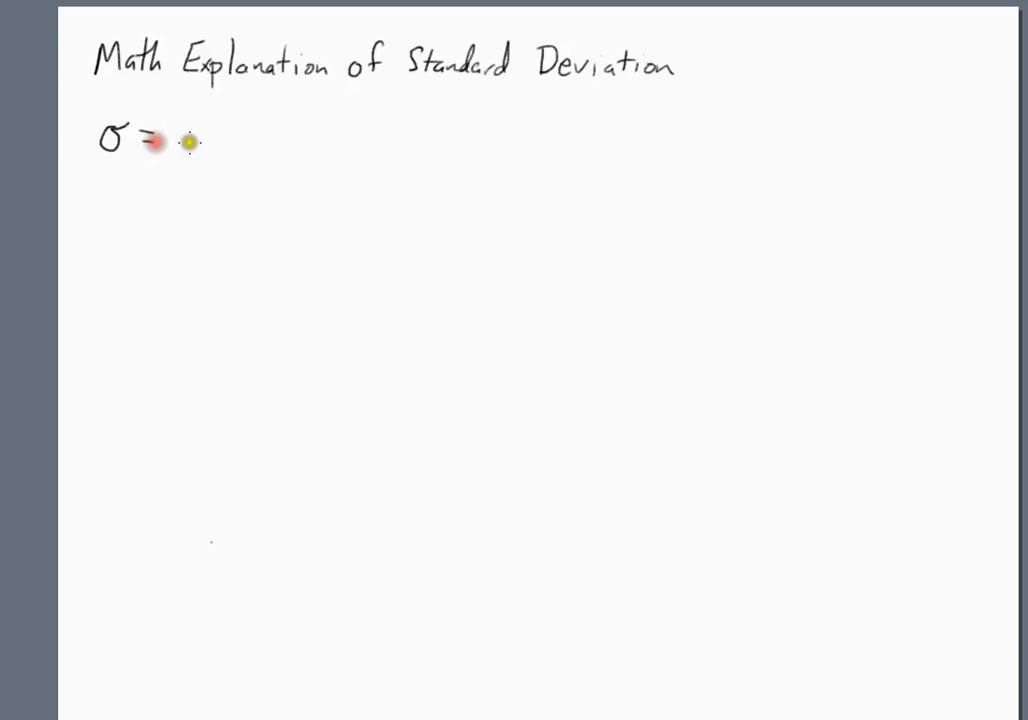 Math Explanation of Standard Deviation
σ =